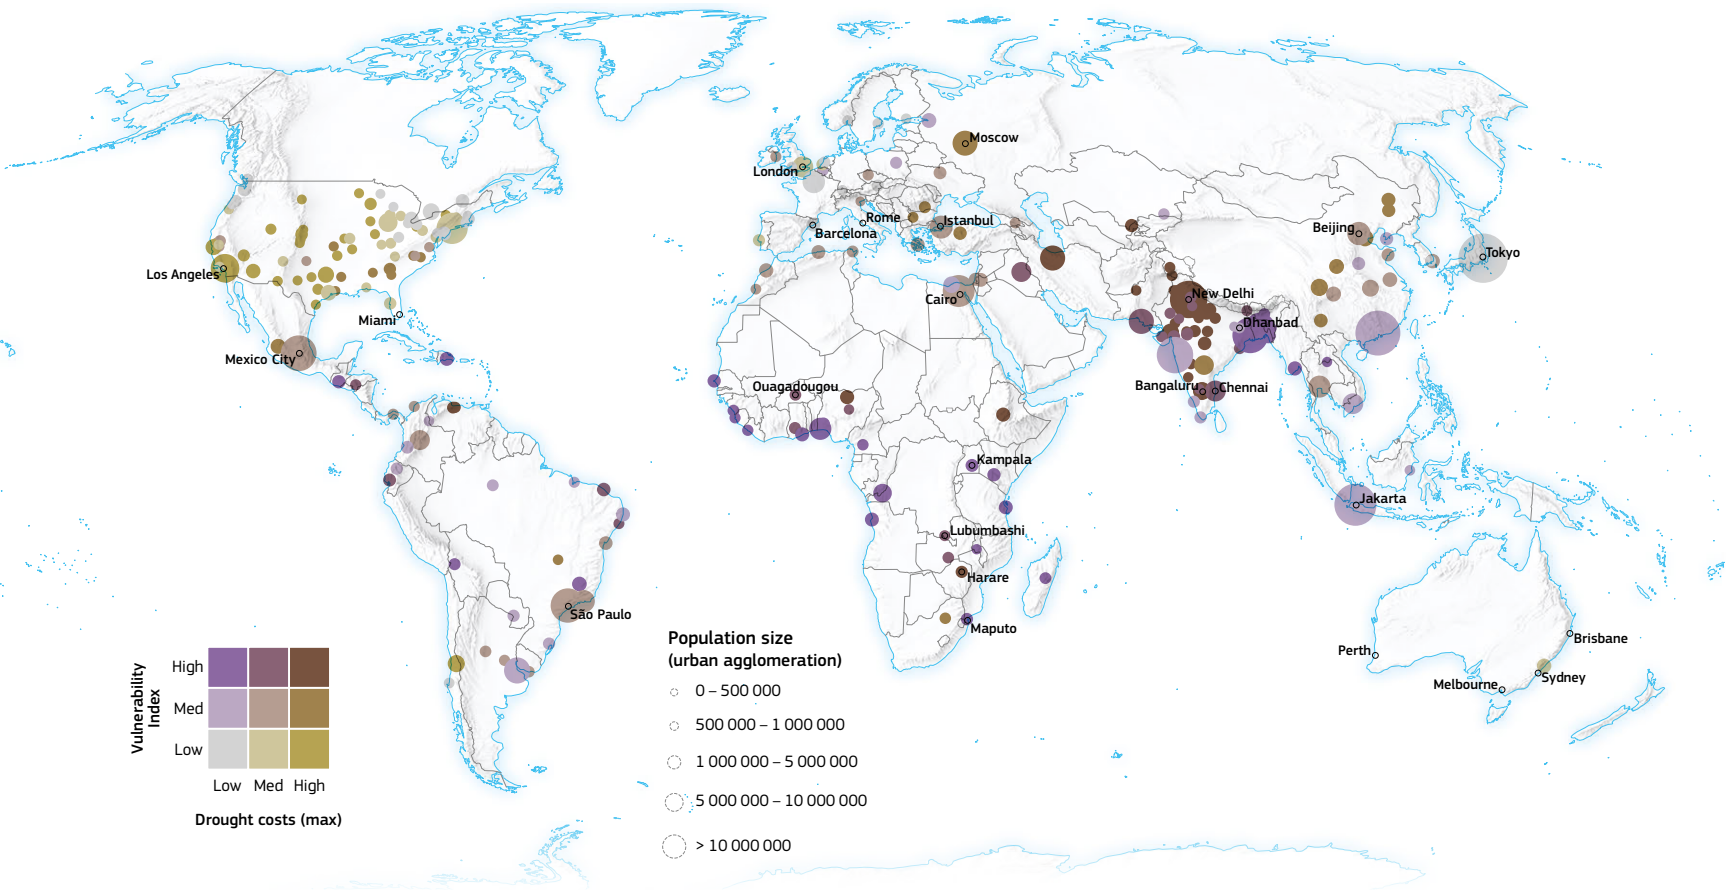 Moscow
London
Rome
Barcelona
Istanbul
Beijing
Tokyo
Los Angeles
Miami
Mexico City
Cairo
New Delhi
Dhanbad
Ouagadougou
Bangaluru
Chennai
Kampala
Jakarta
Lubumbashi
Harare
São Paulo
Maputo
Perth
Brisbane
Melbourne
Sydney
Vulnerability
Index
High
Med
Low
Low Med High
Drought costs (max)
Population size
(urban agglomeration)
0 – 500 000
500 000 – 1 000 000
1 000 000 – 5 000 000
5 000 000 – 10 000 000
> 10 000 000